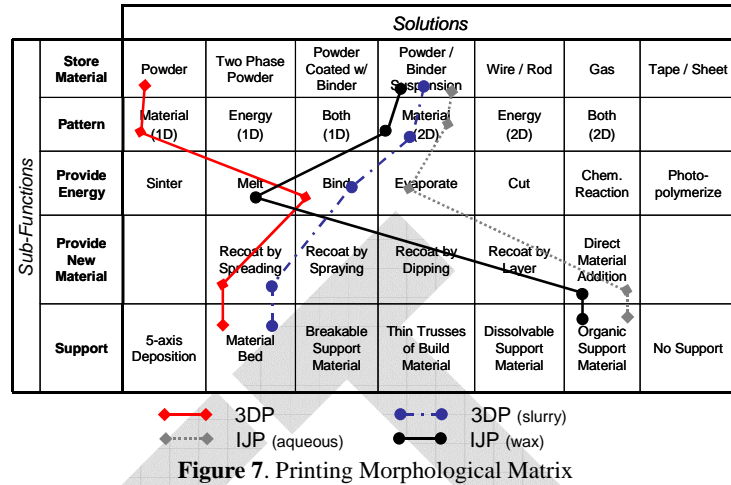 Solutions
Sub-Functions
Store Material
Powder
Two Phase Powder
Powder Coated w/ Binder
Powder / Binder Suspension
Wire / Rod
Gas
Tape / Sheet
Pattern
Material (1D)
Energy (1D)
Both (1D)
Material (2D)
Energy (2D)
Both (2D)
Provide Energy
Sinter
Melt
Bind
Evaporate
Cut
Chem. Reaction
Photo-polymerize
Provide New Material
Recoat by Spreading
Recoat by Spraying
Recoat by Dipping
Recoat by Layer
Direct Material Addition
Support
5-axis Deposition
Material Bed
Breakable Support Material
Thin Trusses of Build Material
Dissolvable Support Material
Organic Support Material
No Support
3DP
3DP (slurry)
IJP (aqueous)
IJP (wax)
Figure 7. Printing Morphological Matrix